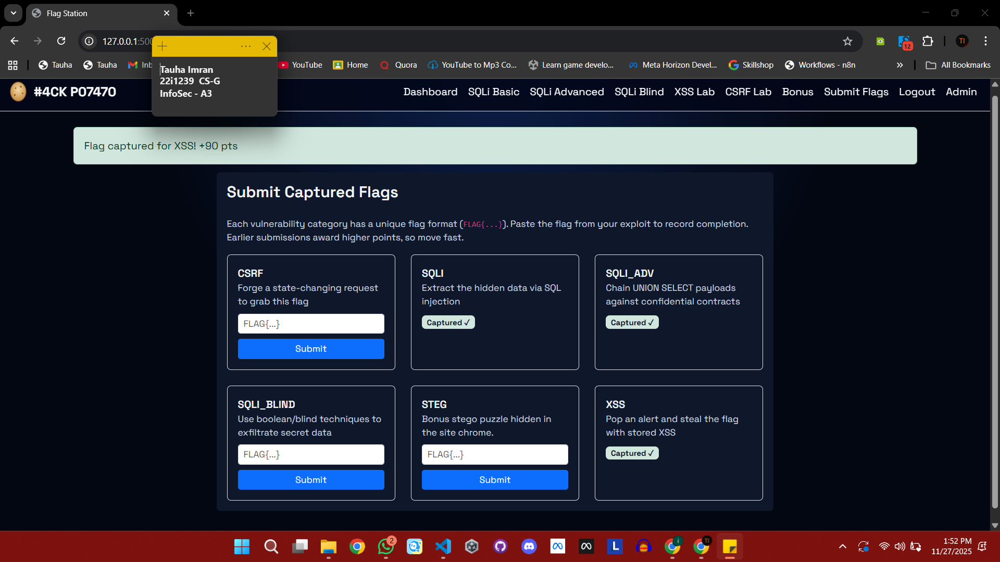 Flag Station
127.0.0.1:500
Tauha
Tauha
Inb
YouTube
Home
Quora
YouTube to Mp3 Co...
Learn game develo...
Meta Horizon Devel...
Skillshop
Workflows - n8n
All Bookmarks
12
TI
Tauha Imran
22i1239 CS-G
InfoSec - A3
#4CK P07470
Dashboard
SQLi Basic
SQLi Advanced
SQLi Blind
XSS Lab
CSRF Lab
Bonus
Submit Flags
Logout
Admin
Flag captured for XSS! +90 pts
Submit Captured Flags
Each vulnerability category has a unique flag format (FLAG{...}). Paste the flag from your exploit to record completion.
Earlier submissions award higher points, so move fast.
CSRF
Forge a state-changing request
to grab this flag
FLAG{...}
Submit
SQLI
Extract the hidden data via SQL
injection
Captured ✓
SQLI_ADV
Chain UNION SELECT payloads
against confidential contracts
Captured ✓
SQLI_BLIND
Use boolean/blind techniques to
exfiltrate secret data
FLAG{...}
Submit
STEG
Bonus stego puzzle hidden in
the site chrome.
FLAG{...}
Submit
XSS
Pop an alert and steal the flag
with stored XSS
Captured ✓
2
L
i
TI
1:52 PM
11/27/2025